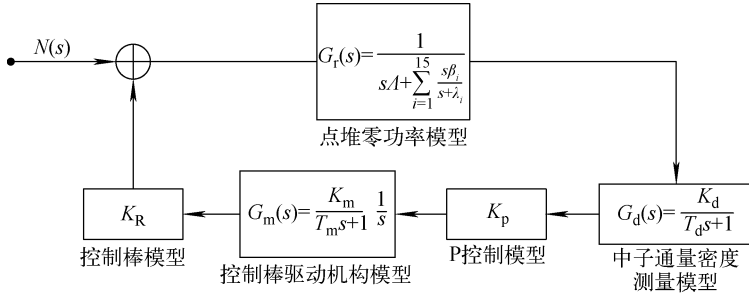 N(s)
G_r(s)=1/(sΛ+∑_{i=1}^{15} sβ_i/(s+λ_i))
点堆零功率模型
K_R
G_m(s)=K_m/(T_m s+1) 1/s
K_p
G_d(s)=K_d/(T_d s+1)
控制棒模型
控制棒驱动机构模型
P控制模型
中子通量密度
测量模型